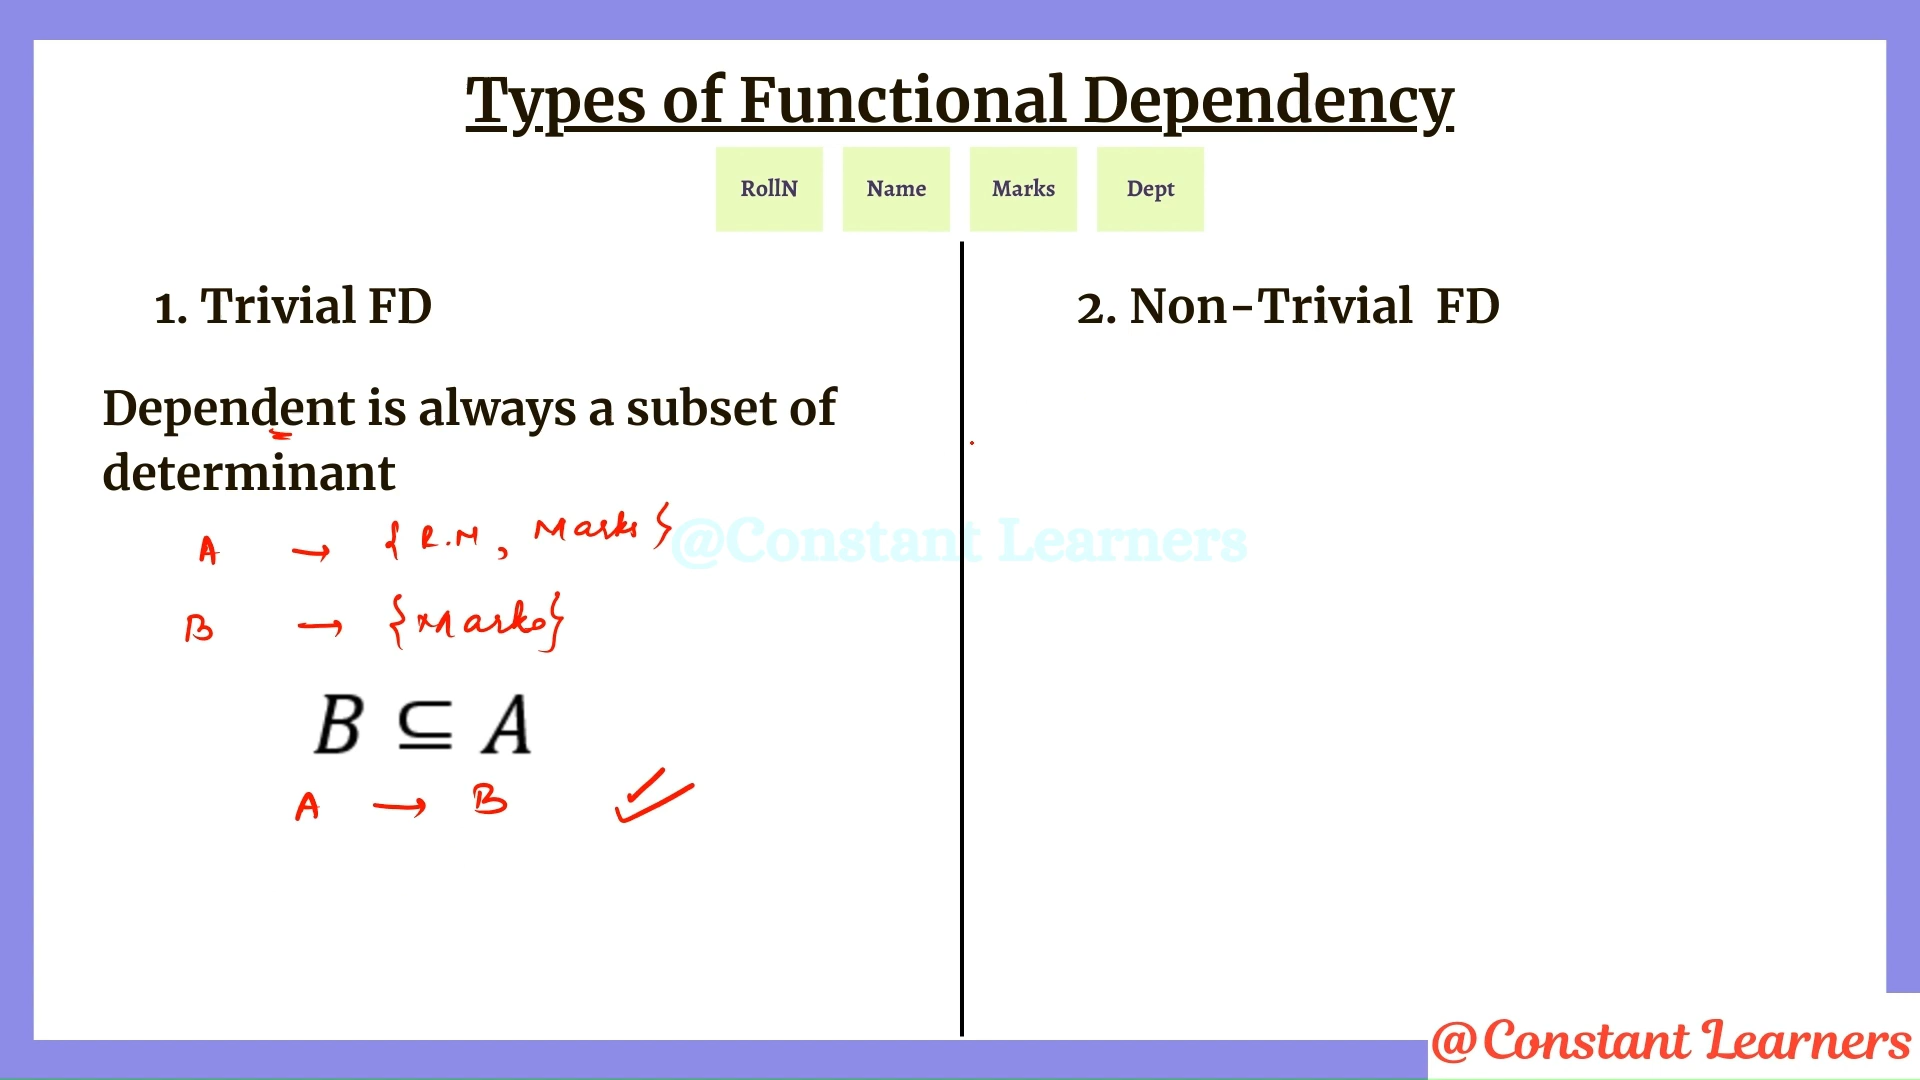 Types of Functional Dependency
RollN Name Marks Dept
1. Trivial FD
Dependent is always a subset of
determinant
A → { R.N, Marks }
B → {Marks}
B ⊆ A
A → B
2. Non-Trivial FD
@Constant Learners
@Constant Learners